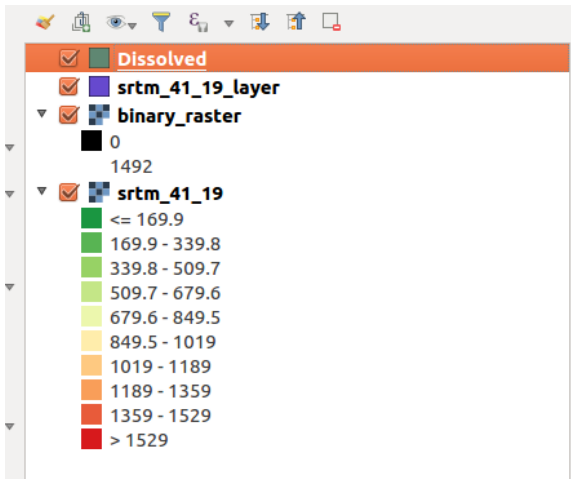 Dissolved
srtm_41_19_layer
binary_raster
0
1492
srtm_41_19
<= 169.9
169.9 - 339.8
339.8 - 509.7
509.7 - 679.6
679.6 - 849.5
849.5 - 1019
1019 - 1189
1189 - 1359
1359 - 1529
> 1529